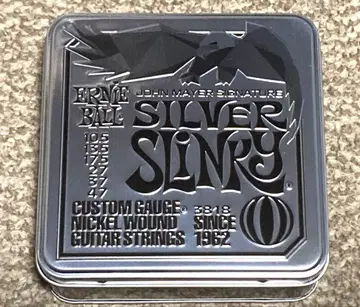 JOHN MAYER SIGNATURE
ERNIE BALL
SILVER
SLINKY
10.5
13.5
17.5
27
37
47
CUSTOM GAUGE 3818
NICKEL WOUND SINCE
GUITAR STRINGS 1962